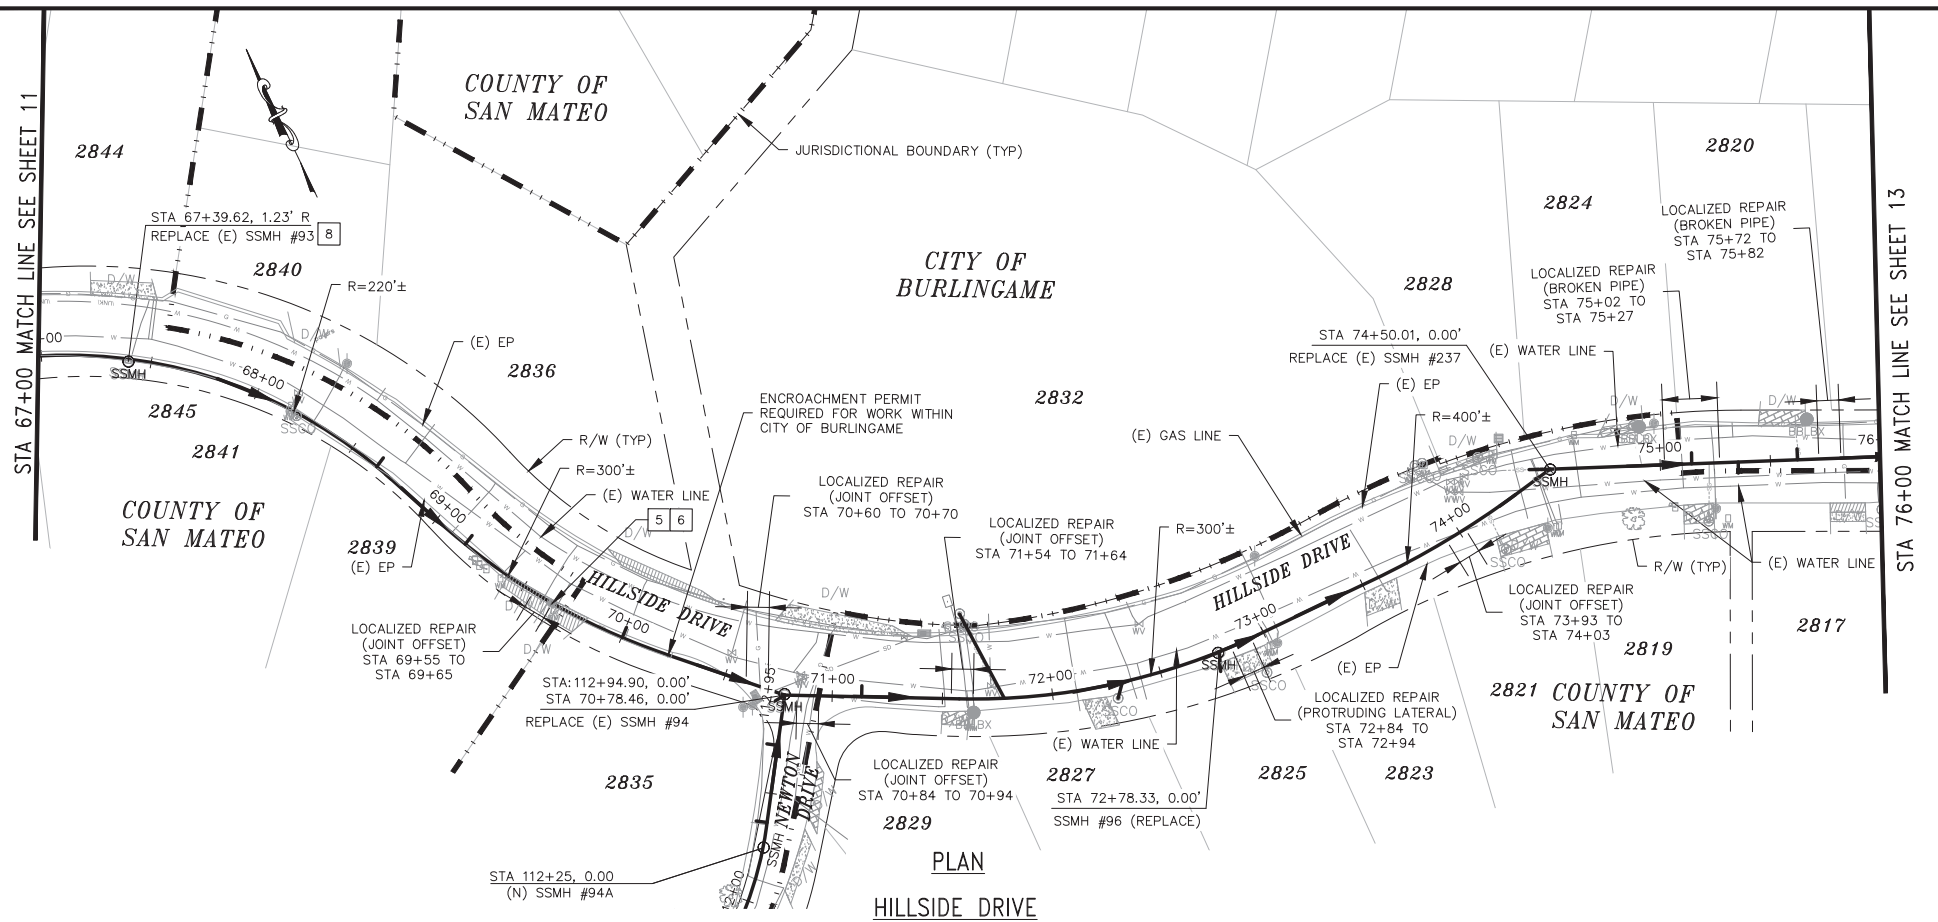 STA 67+00 MATCH LINE SEE SHEET 11
2844
COUNTY OF
SAN MATEO
JURISDICTIONAL BOUNDARY (TYP)
STA 67+39.62, 1.23' R
REPLACE (E) SSMH #93
8
2840
R=220'±
D/W
D/W
(E) EP
2836
CITY OF
BURLINGAME
2832
2828
2824
2820
LOCALIZED REPAIR
(BROKEN PIPE)
STA 75+72 TO
STA 75+82
LOCALIZED REPAIR
(BROKEN PIPE)
STA 75+02 TO
STA 75+27
STA 76+00 MATCH LINE SEE SHEET 13
STA 74+50.01, 0.00'
REPLACE (E) SSMH #237
(E) WATER LINE
(E) EP
R=400'±
(E) GAS LINE
SSMH
68+00
SSCO
2845
2841
COUNTY OF
SAN MATEO
2839
(E) EP
69+00
ENCROACHMENT PERMIT
REQUIRED FOR WORK WITHIN
CITY OF BURLINGAME
R/W (TYP)
R=300'±
(E) WATER LINE
5
6
D/W
LOCALIZED REPAIR
(JOINT OFFSET)
STA 70+60 TO 70+70
LOCALIZED REPAIR
(JOINT OFFSET)
STA 71+54 TO 71+64
R=300'±
HILLSIDE DRIVE
HILLSIDE DRIVE
D/W
D/W
D/W
D/W
D/W
D/W
BBLBX
75+00
76+
SSMH
74+00
SSCO
SSCO
SSCO
R/W (TYP)
(E) WATER LINE
LOCALIZED REPAIR
(JOINT OFFSET)
STA 69+55 TO
STA 69+65
70+00
WV
STA:112+94.90, 0.00'
STA 70+78.46, 0.00'
REPLACE (E) SSMH #94
SSMH
71+00
72+00
73+00
SSMH
SSCO
SSCO
LOCALIZED REPAIR
(JOINT OFFSET)
STA 73+93 TO
STA 74+03
2819
2817
(E) EP
2821
COUNTY OF
SAN MATEO
LOCALIZED REPAIR
(PROTRUDING LATERAL)
STA 72+84 TO
STA 72+94
(E) WATER LINE
2835
NEWTON
DRIVE
LOCALIZED REPAIR
(JOINT OFFSET)
STA 70+84 TO 70+94
2827
2825
2823
STA 72+78.33, 0.00'
SSMH #96 (REPLACE)
2829
SSMH
STA 112+25, 0.00
(N) SSMH #94A
PLAN
HILLSIDE DRIVE